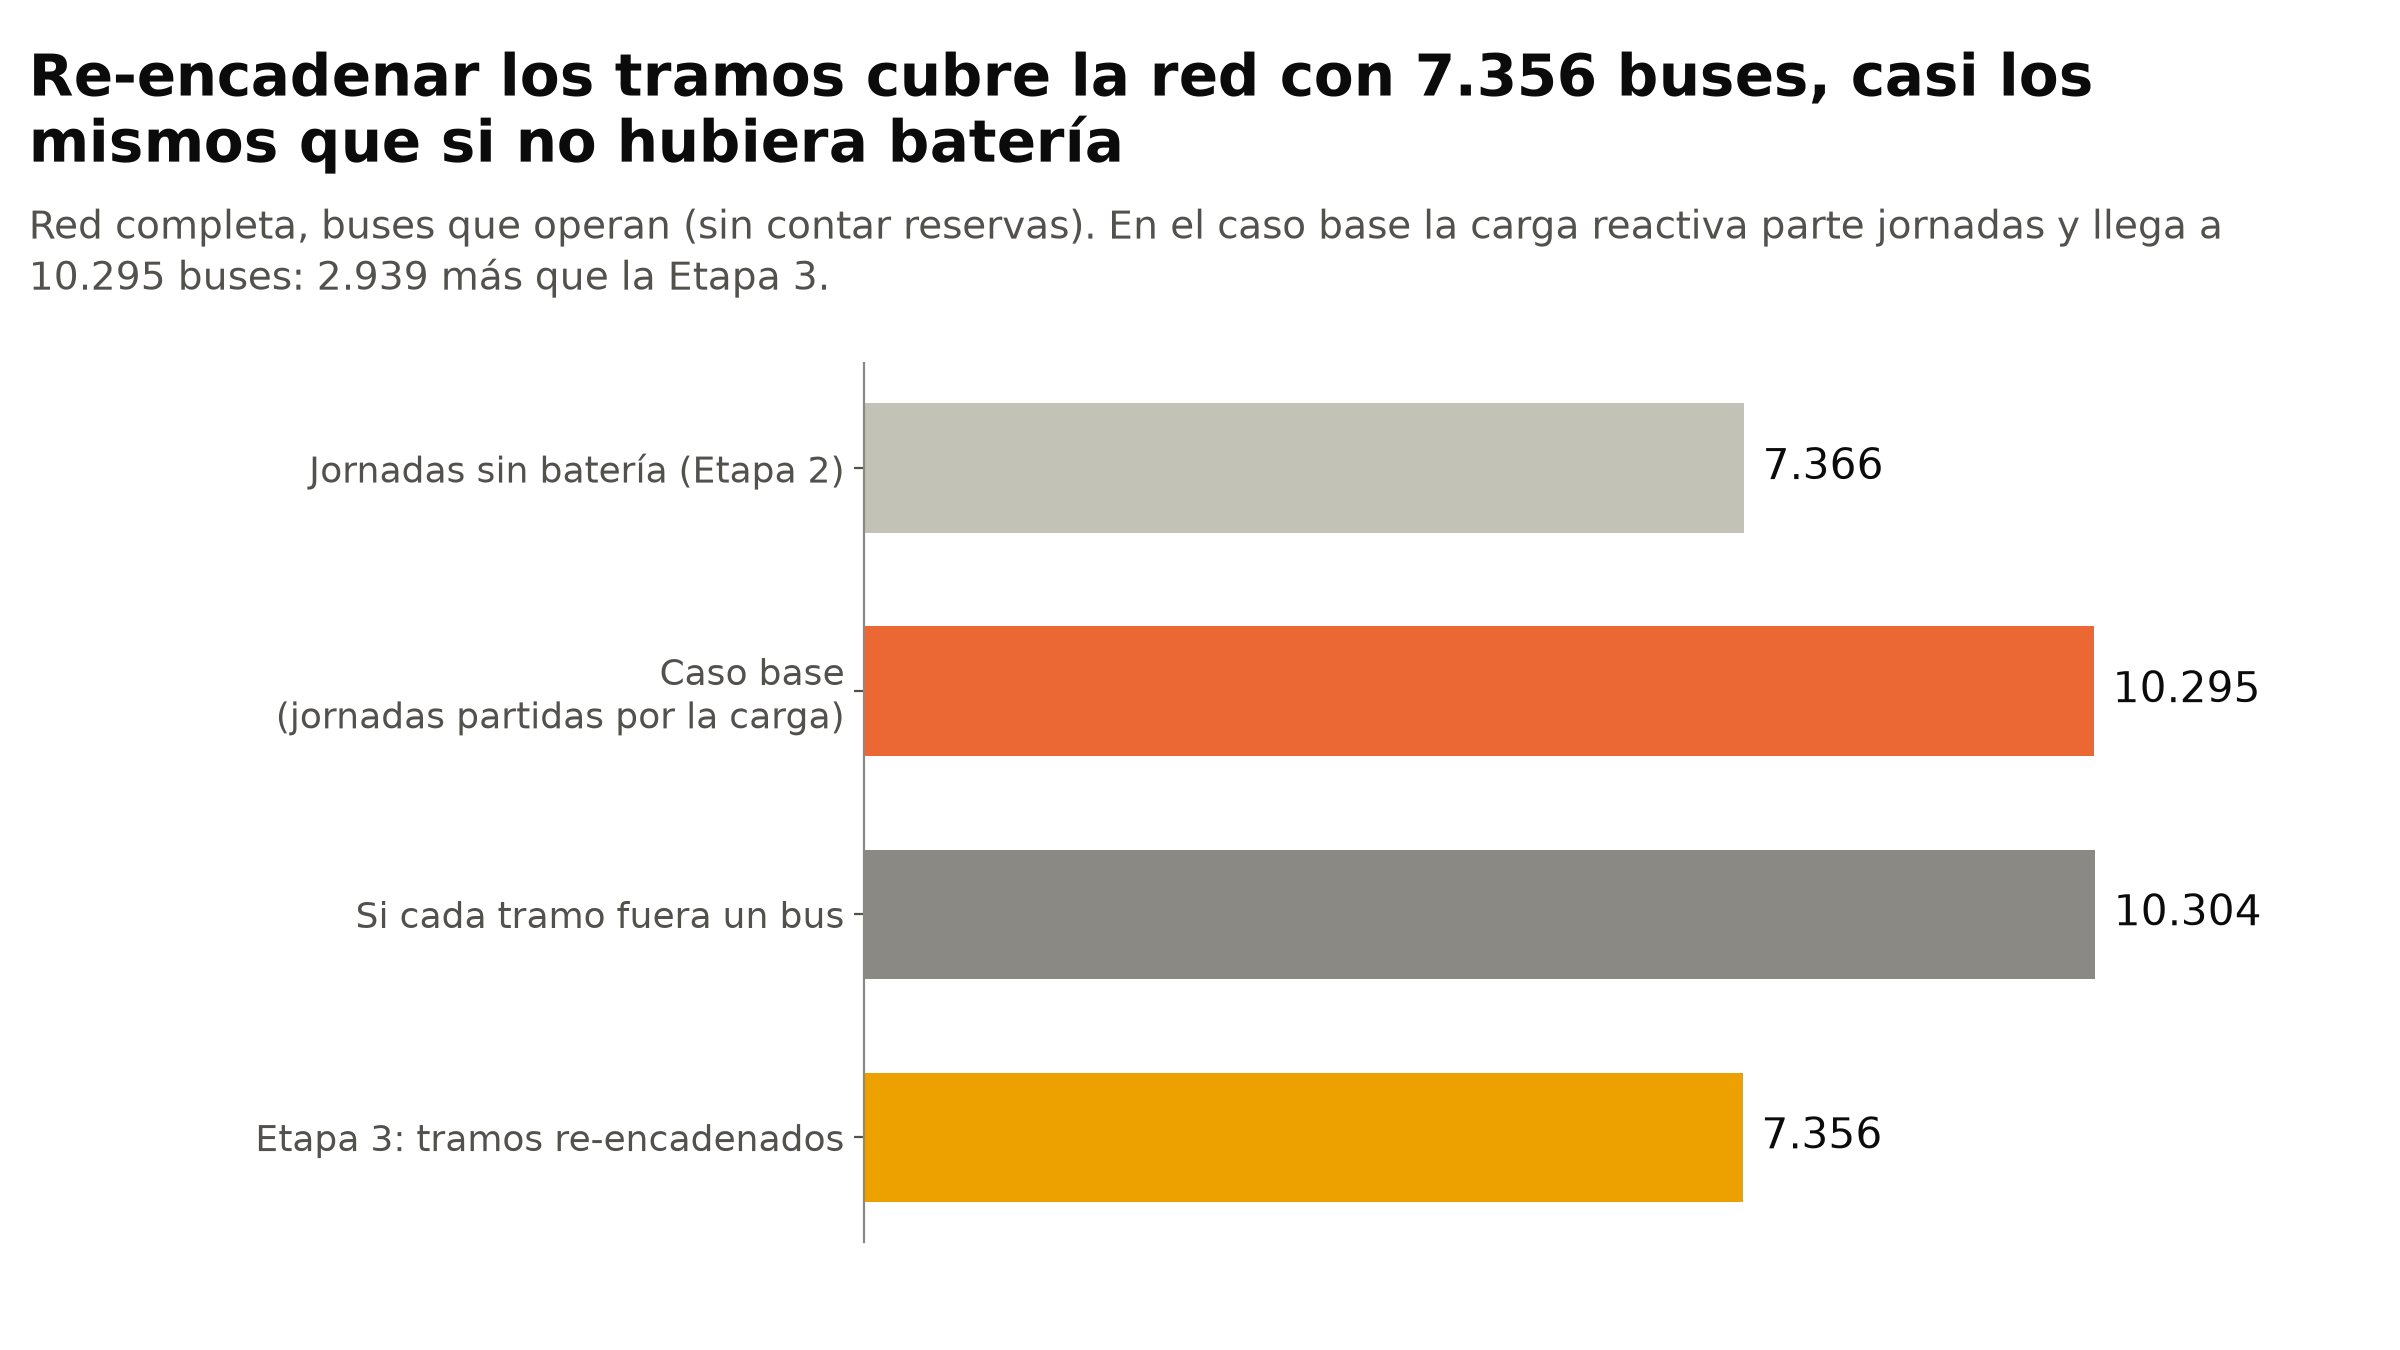 Re-encadenar los tramos cubre la red con 7.356 buses, casi los
mismos que si no hubiera batería
Red completa, buses que operan (sin contar reservas). En el caso base la carga reactiva parte jornadas y llega a
10.295 buses: 2.939 más que la Etapa 3.
Jornadas sin batería (Etapa 2)
7.366
Caso base
(jornadas partidas por la carga)
10.295
Si cada tramo fuera un bus
10.304
Etapa 3: tramos re-encadenados
7.356